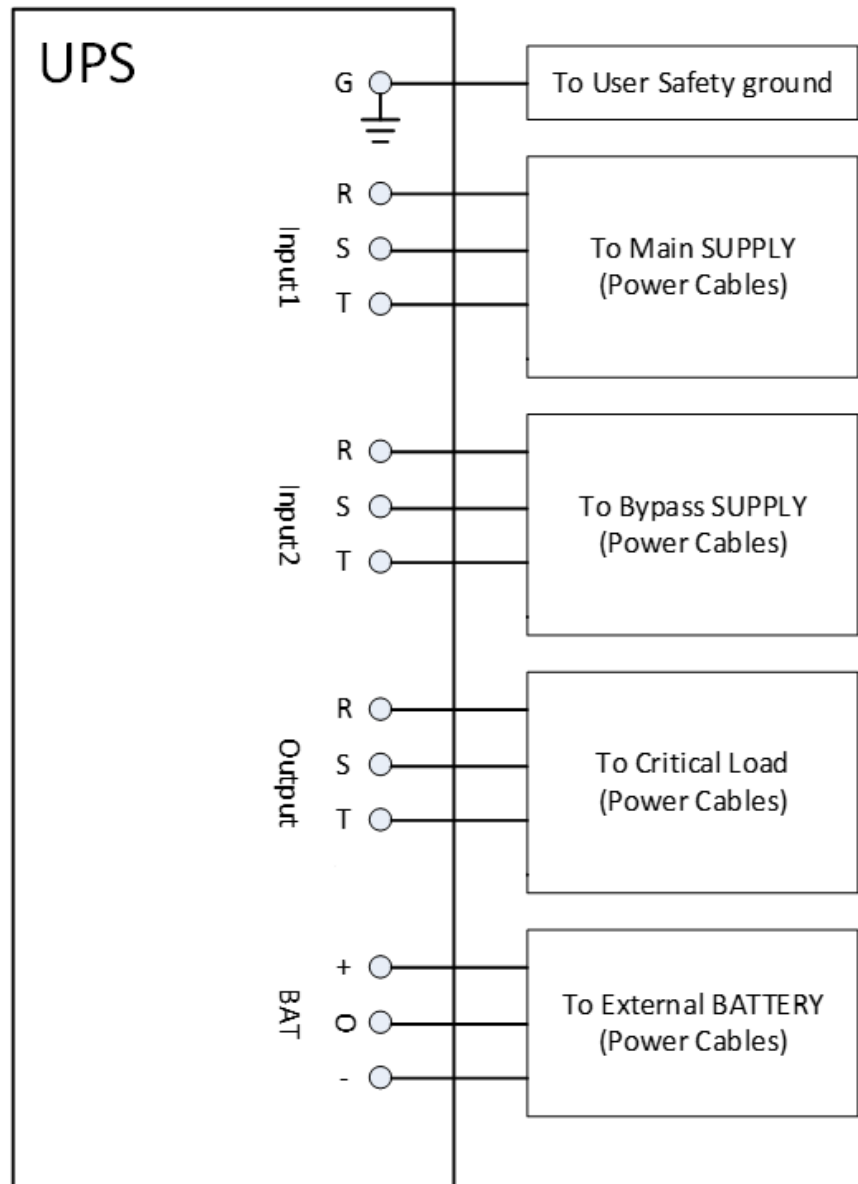 UPS
G
To User Safety ground
Input1
R
S
T
To Main SUPPLY
(Power Cables)
Input2
R
S
T
To Bypass SUPPLY
(Power Cables)
Output
R
S
T
To Critical Load
(Power Cables)
BAT
+
O
-
To External BATTERY
(Power Cables)